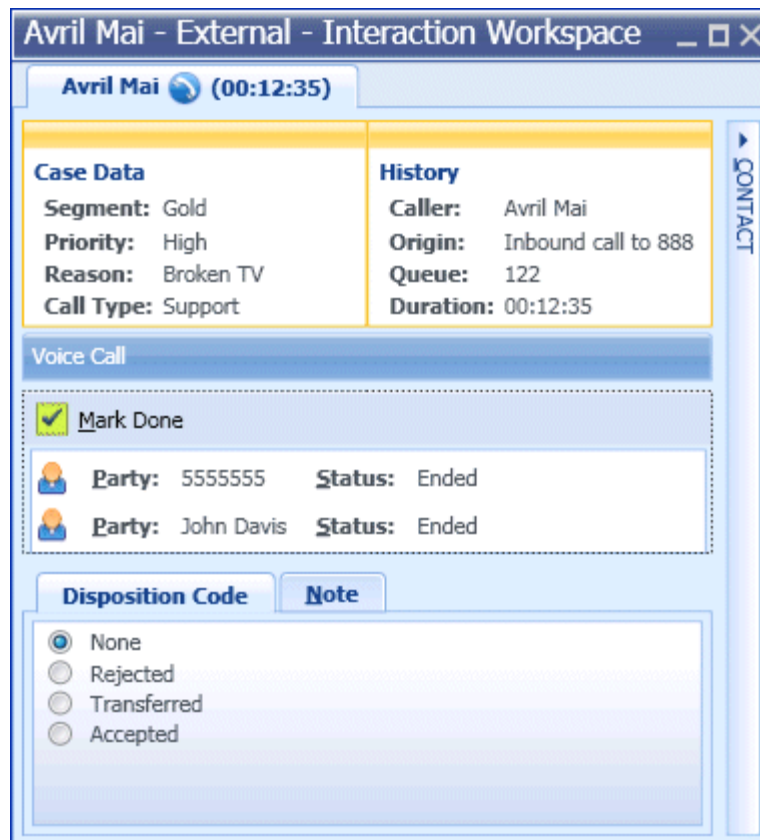 Avril Mai - External - Interaction Workspace
Avril Mai (00:12:35)
Case Data
Segment: Gold
Priority: High
Reason: Broken TV
Call Type: Support
History
Caller: Avril Mai
Origin: Inbound call to 888
Queue: 122
Duration: 00:12:35
CONTACT
Voice Call
Mark Done
Party: 5555555 Status: Ended
Party: John Davis Status: Ended
Disposition Code Note
None
Rejected
Transferred
Accepted